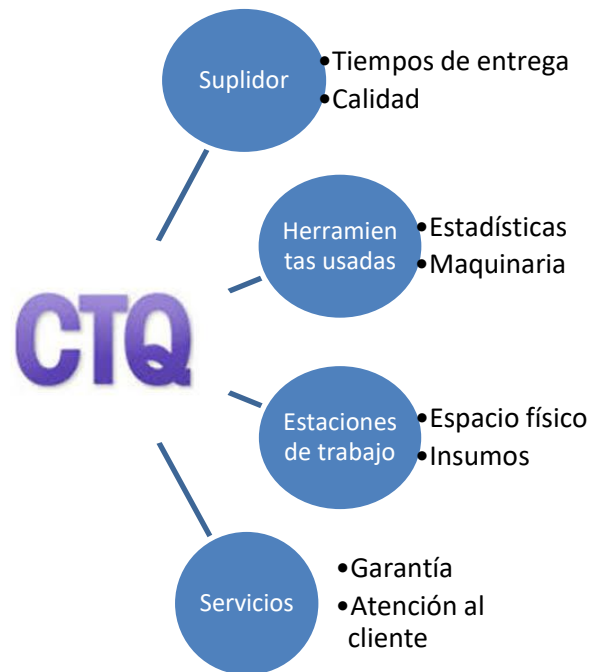 Suplidor
•Tiempos de entrega
•Calidad
Herramien
tas usadas
•Estadísticas
•Maquinaria
CTQ
Estaciones
de trabajo
•Espacio físico
•Insumos
Servicios
•Garantía
•Atención al
cliente